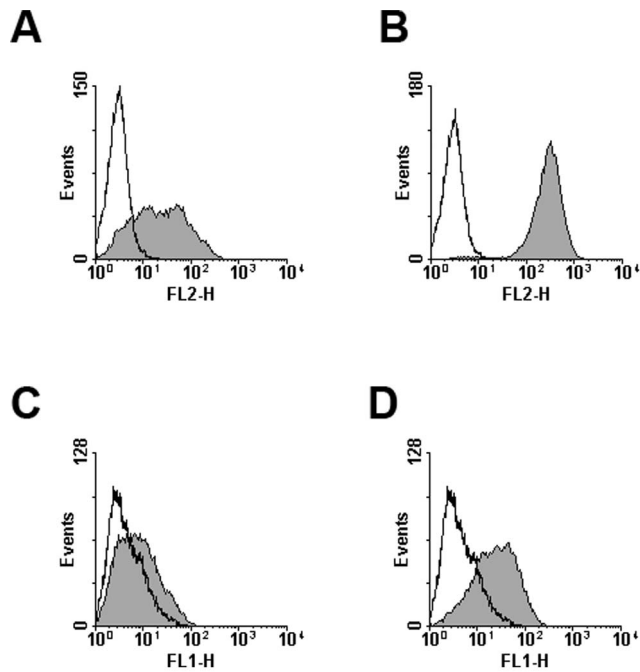 A
B
150
Events
0
10⁰ 10¹ 10² 10³ 10⁴
FL2-H
180
Events
0
10⁰ 10¹ 10² 10³ 10⁴
FL2-H
C
D
128
Events
0
10⁰ 10¹ 10² 10³ 10⁴
FL1-H
128
Events
0
10⁰ 10¹ 10² 10³ 10⁴
FL1-H